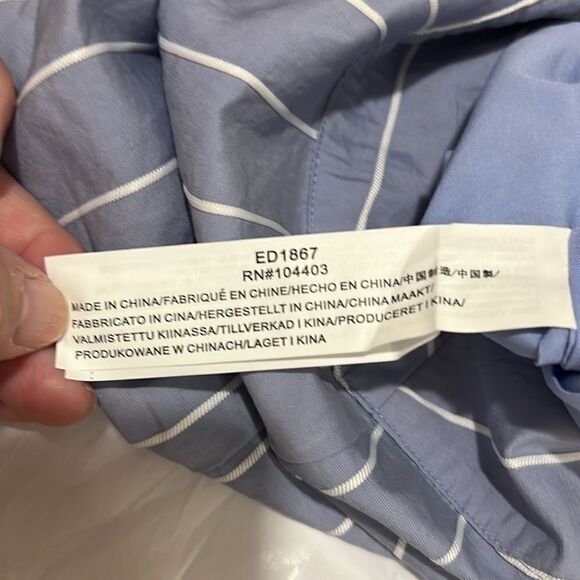 ED1867
RN#104403
MADE IN CHINA/FABRIQUÉ EN CHINE/HECHO EN CHINA/中国制造/中国製/
FABBRICATO IN CINA/HERGESTELLT IN CHINA/CHINA MAAKT/
VALMISTETTU KIINASSA/TILLVERKAD I KINA/PRODUCERET I KINA/
PRODUKOWANE W CHINACH/LAGET I KINA